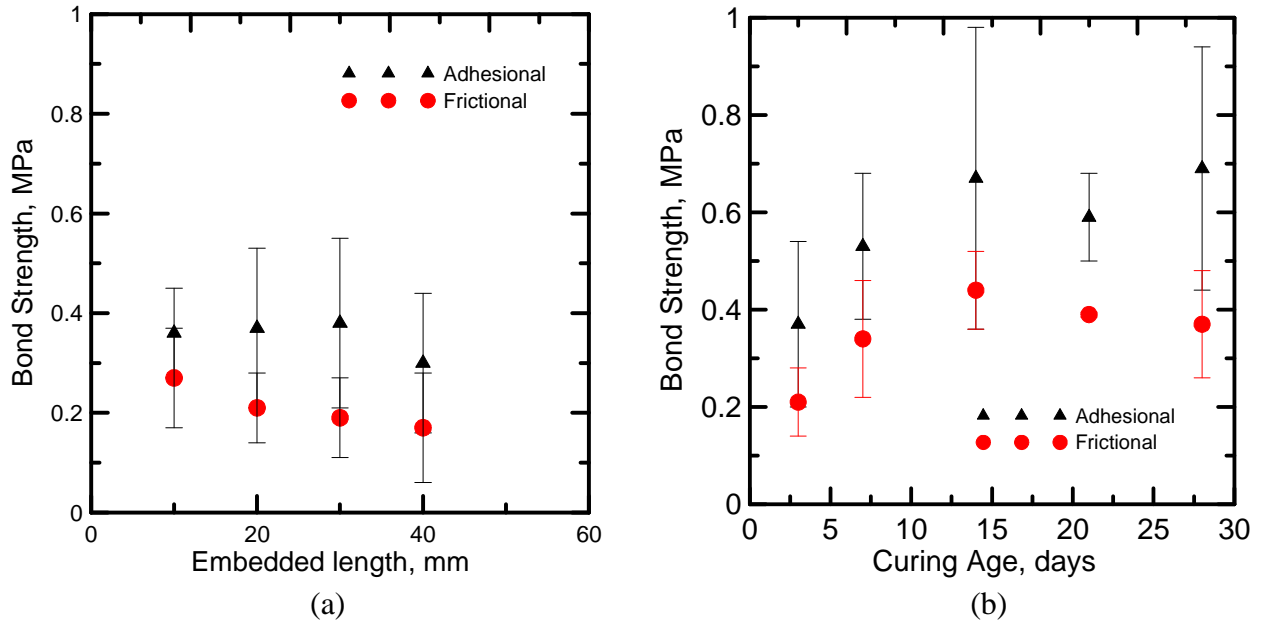 1
0.8
0.6
0.4
0.2
0
Bond Strength, MPa
Adhesional
Frictional
0 20 30 40 60
Embedded length, mm
(a)
1
0.8
0.6
0.4
0.2
0
Bond Strength, MPa
Adhesional
Frictional
0 5 10 15 20 25 30
Curing Age, days
(b)